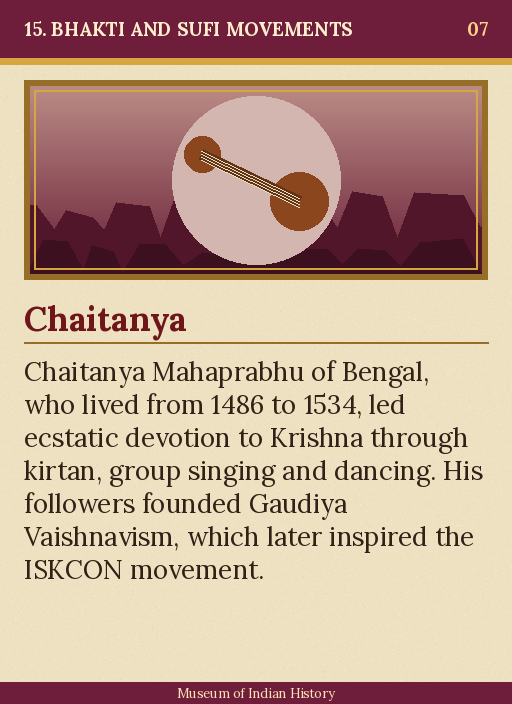 15. BHAKTI AND SUFI MOVEMENTS 07
Chaitanya
Chaitanya Mahaprabhu of Bengal,
who lived from 1486 to 1534, led
ecstatic devotion to Krishna through
kirtan, group singing and dancing. His
followers founded Gaudiya
Vaishnavism, which later inspired the
ISKCON movement.
Museum of Indian History